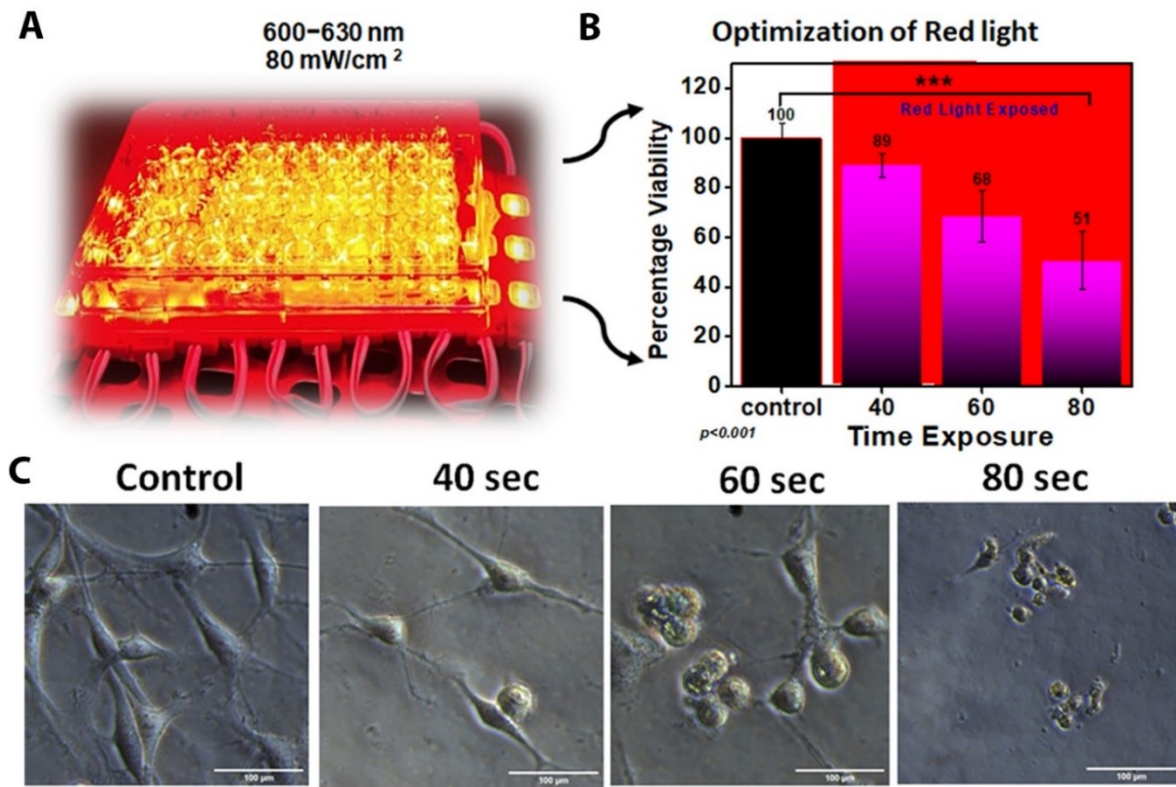 A
600–630 nm
80 mW/cm ²
B
Optimization of Red light
***
Red Light Exposed
100
89
68
51
120
100
80
60
40
20
0
Percentage Viability
control 40 60 80
p<0.001
Time Exposure
C
Control
40 sec
60 sec
80 sec
100 µm
100 µm
100 µm
100 µm